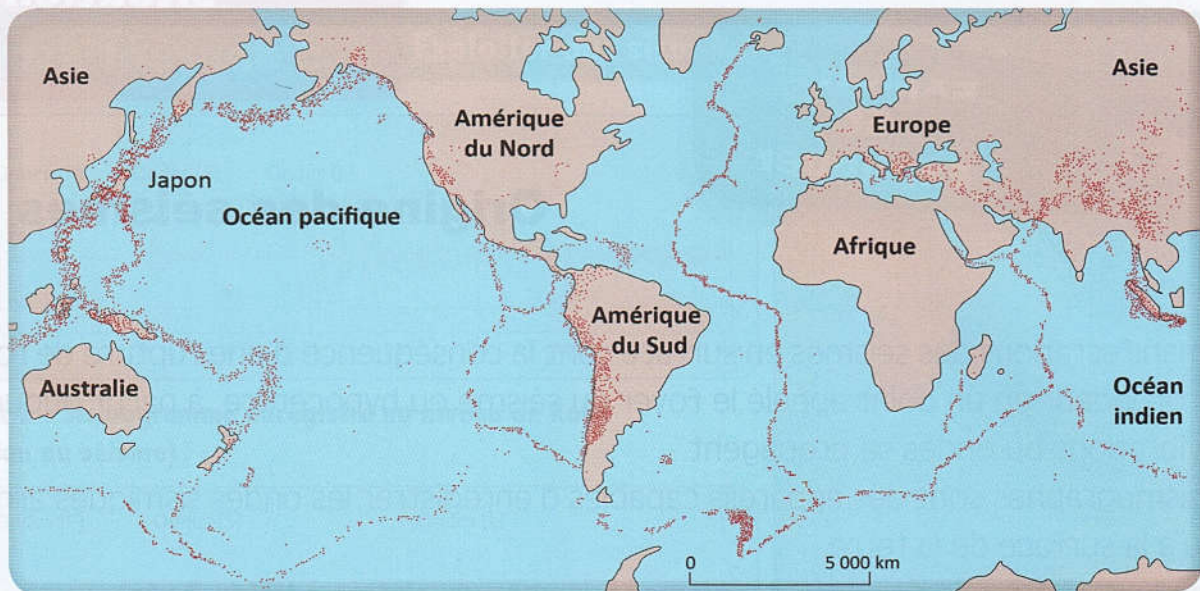 Asie
Asie
Amérique
du Nord
Europe
Japon
Océan pacifique
Afrique
Amérique
du Sud
Australie
Océan
indien
0
5 000 km